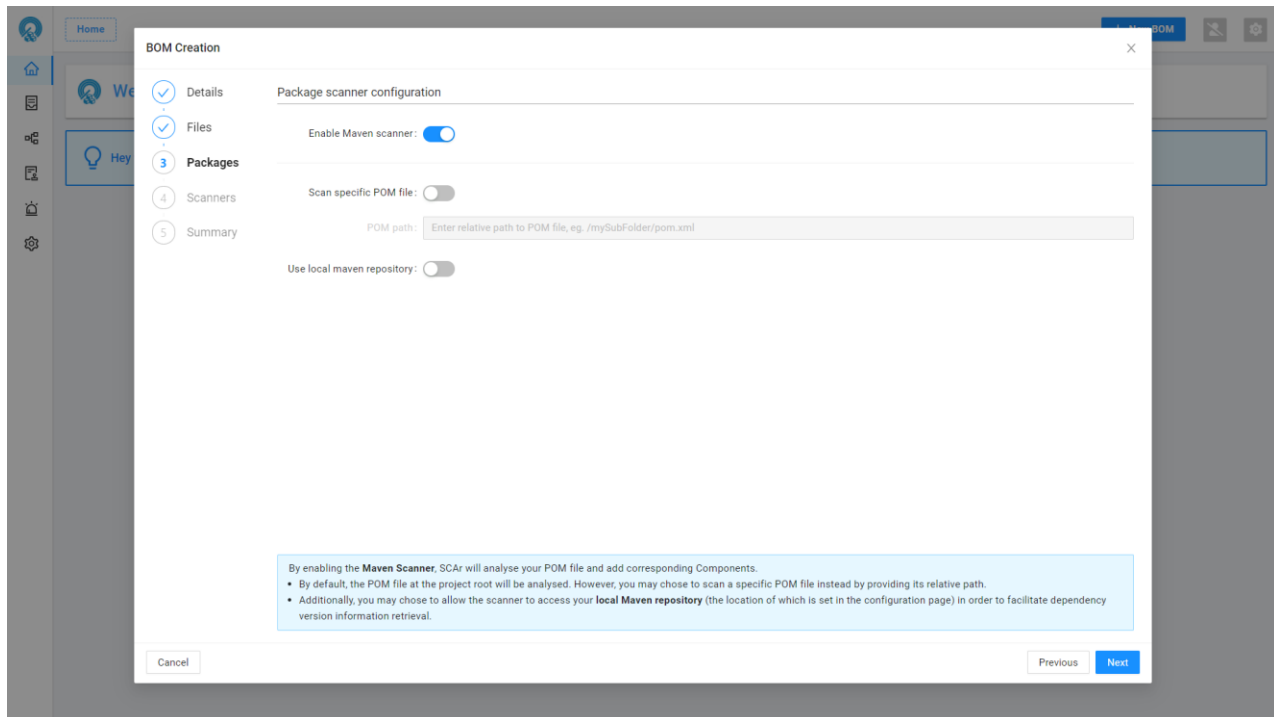 Home
BOM
BOM Creation
We
Hey
Details
Files
3 Packages
4 Scanners
5 Summary
Package scanner configuration
Enable Maven scanner:
Scan specific POM file:
POM path: Enter relative path to POM file, eg. /mySubFolder/pom.xml
Use local maven repository:
By enabling the Maven Scanner, SCAr will analyse your POM file and add corresponding Components.
• By default, the POM file at the project root will be analysed. However, you may chose to scan a specific POM file instead by providing its relative path.
• Additionally, you may chose to allow the scanner to access your local Maven repository (the location of which is set in the configuration page) in order to facilitate dependency
version information retrieval.
Cancel
Previous
Next